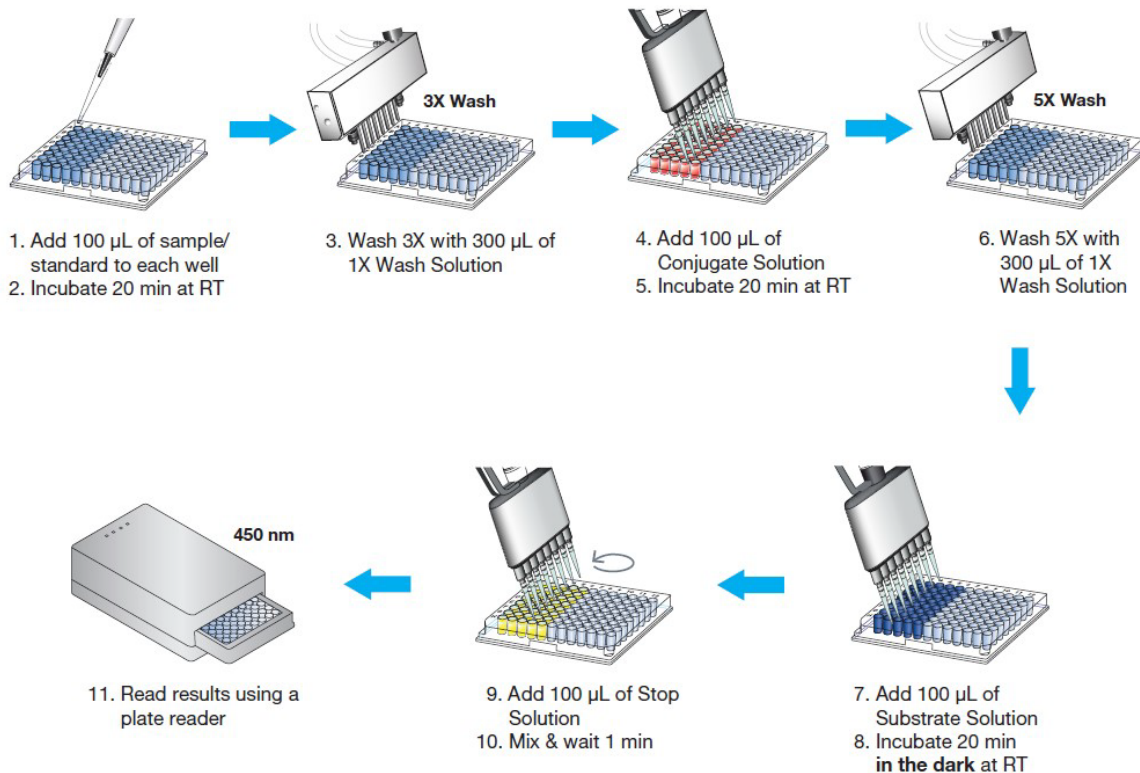 3X Wash
5X Wash
1. Add 100 µL of sample/
standard to each well
2. Incubate 20 min at RT
3. Wash 3X with 300 µL of
1X Wash Solution
4. Add 100 µL of
Conjugate Solution
5. Incubate 20 min at RT
6. Wash 5X with
300 µL of 1X
Wash Solution
450 nm
7. Add 100 µL of
Substrate Solution
8. Incubate 20 min
in the dark at RT
9. Add 100 µL of Stop
Solution
10. Mix & wait 1 min
11. Read results using a
plate reader